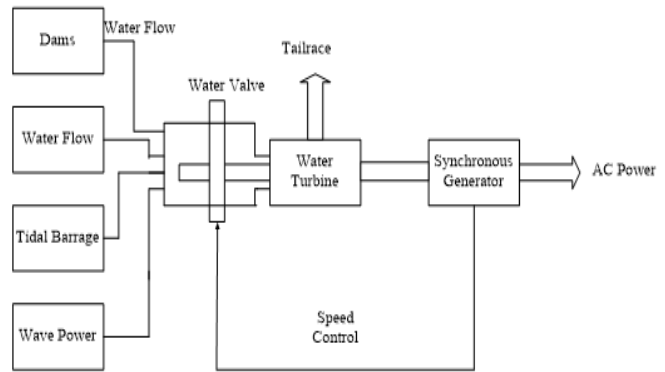 Dams
Water Flow
Tailrace
Water Valve
Water Flow
Water
Turbine
Synchronous
Generator
AC Power
Tidal Barrage
Wave Power
Speed
Control